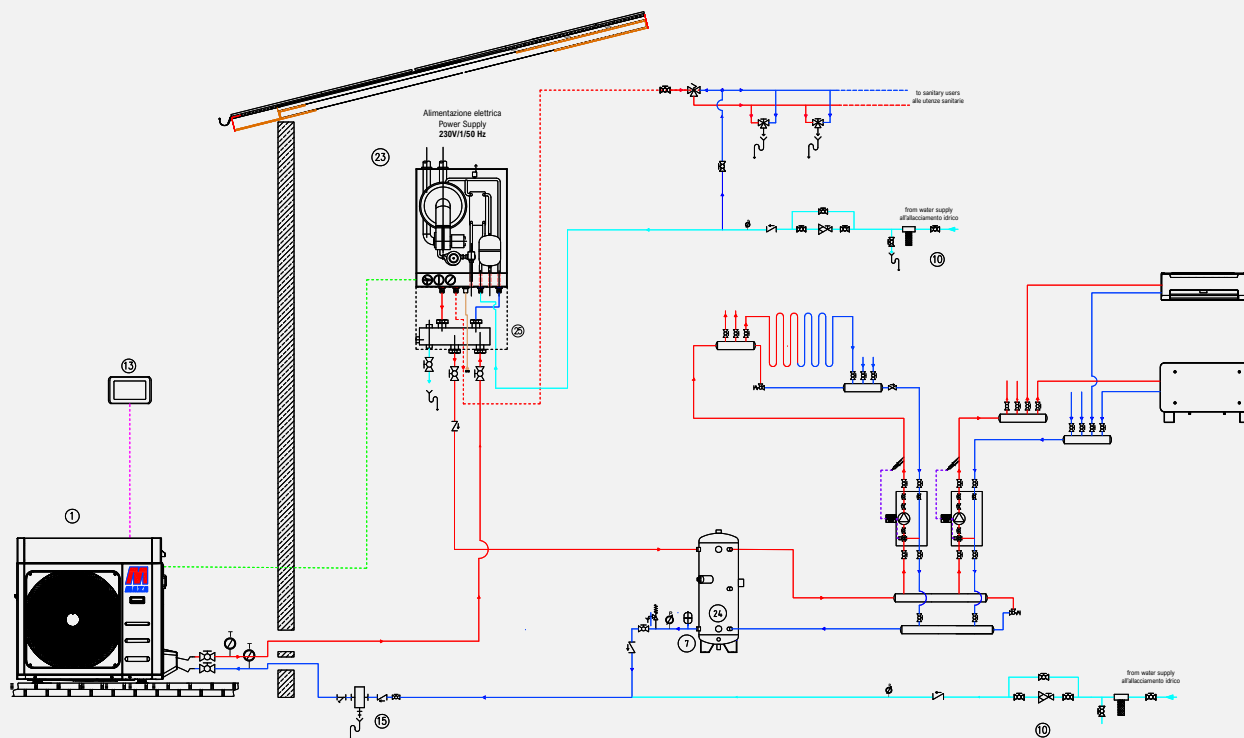 to sanitary users
alle utenze sanitarie
Alimentazione elettrica
Power Supply
230V/1/50 Hz
23
from water supply
all'allacciamento idrico
10
25
13
1
M
MAXA
24
7
T
T
from water supply
all'allacciamento idrico
15
10